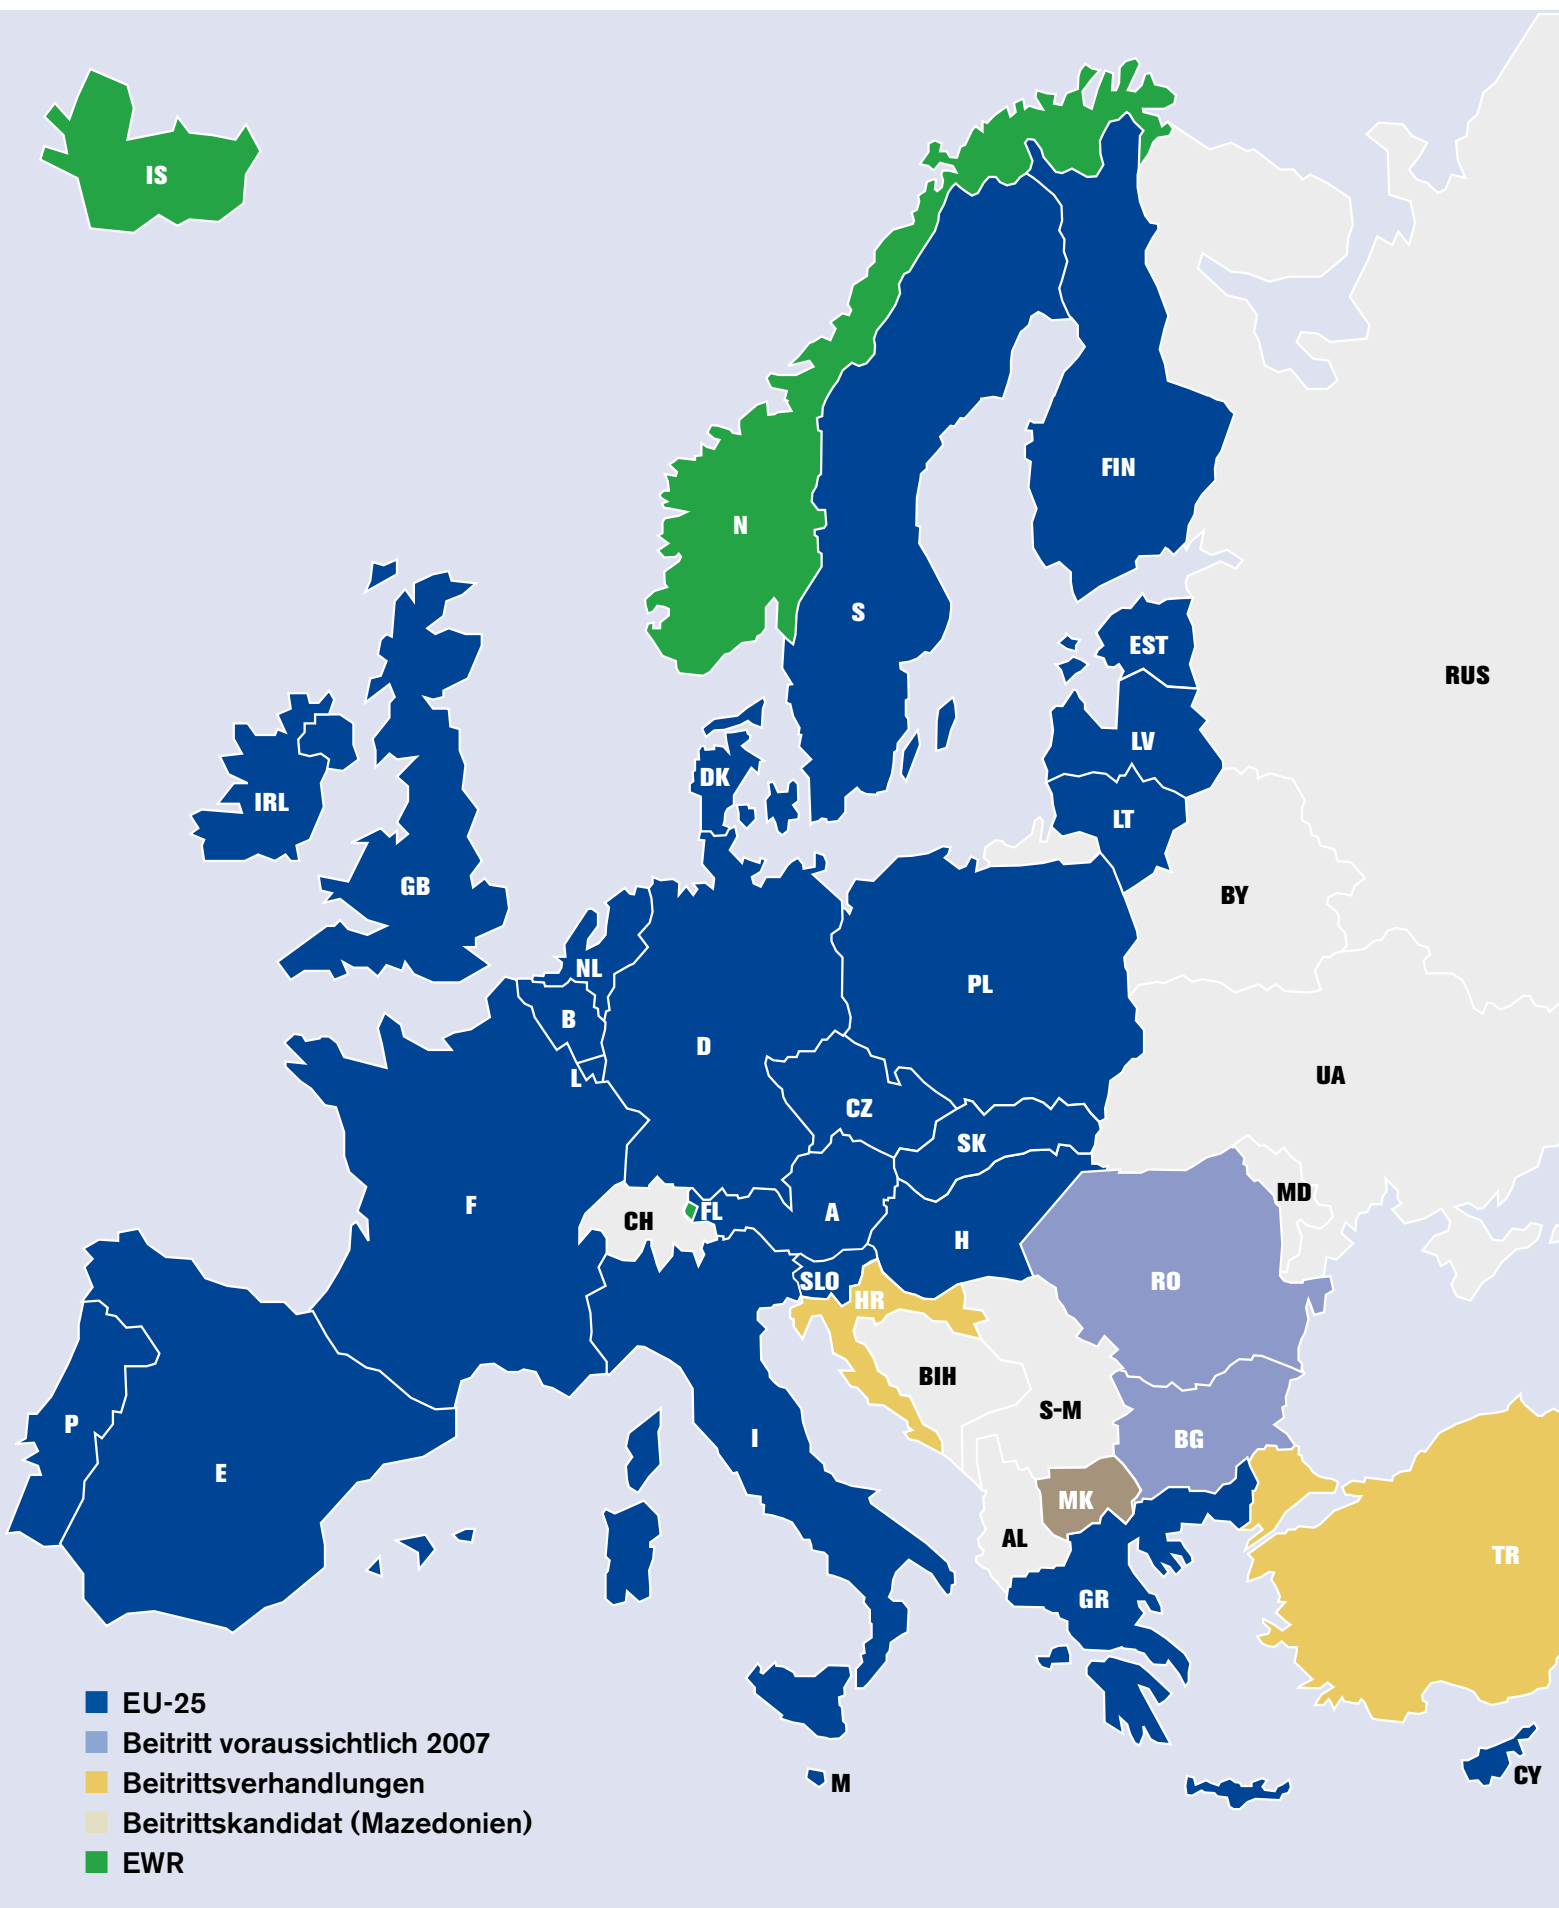 IS
FIN
N
S
EST
RUS
LV
DK
IRL
LT
GB
BY
NL
PL
B
D
UA
L
CZ
SK
MD
F
FL
A
CH
H
SLO
RO
HR
BIH
S-M
P
I
BG
E
MK
AL
TR
GR
EU-25
Beitritt voraussichtlich 2007
CY
Beitrittsverhandlungen
M
Beitrittskandidat (Mazedonien)
EWR